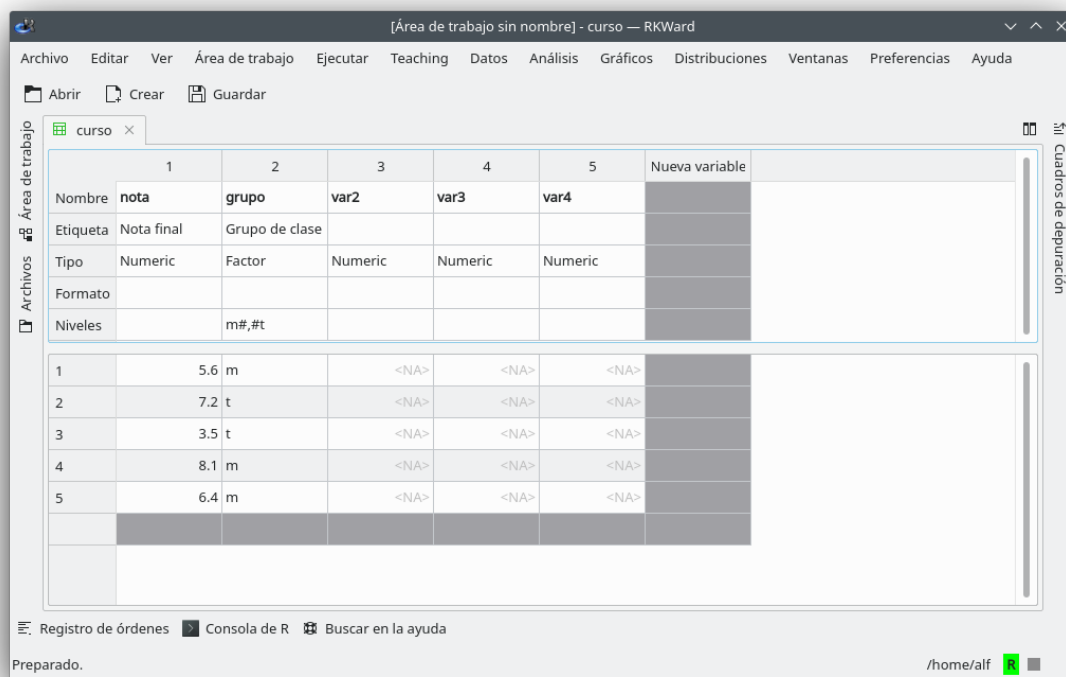 [Área de trabajo sin nombre] - curso — RKWard
Archivo Editar Ver Área de trabajo Ejecutar Teaching Datos Análisis Gráficos Distribuciones Ventanas Preferencias Ayuda
Abrir Crear Guardar
Área de trabajo
Archivos
curso
1 2 3 4 5 Nueva variable
Nombre nota grupo var2 var3 var4
Etiqueta Nota final Grupo de clase
Tipo Numeric Factor Numeric Numeric Numeric
Formato
Niveles m#,#t
1 5.6 m <NA> <NA> <NA>
2 7.2 t <NA> <NA> <NA>
3 3.5 t <NA> <NA> <NA>
4 8.1 m <NA> <NA> <NA>
5 6.4 m <NA> <NA> <NA>
Cuadros de depuración
Registro de órdenes Consola de R Buscar en la ayuda
Preparado. /home/alf R